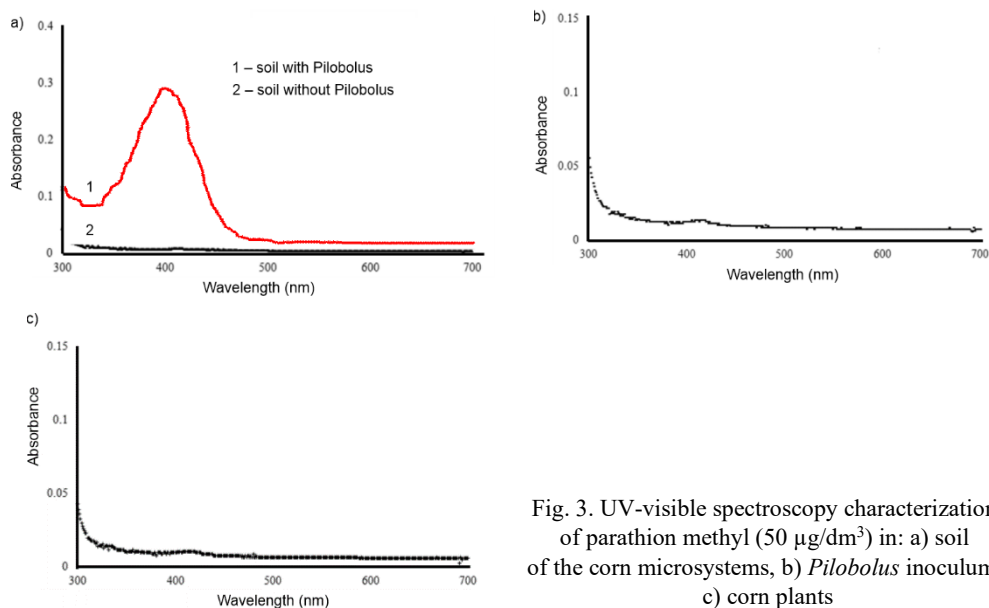 a)
0.4
0.3
0.2
0.1
0
Absorbance
1 – soil with Pilobolus
2 – soil without Pilobolus
1
2
300 400 500 600 700
Wavelength (nm)
b)
0.15
0.1
0.05
0
Absorbance
300 400 500 600 700
Wavelength (nm)
c)
0.15
0.1
0.05
0
Absorbance
300 400 500 600 700
Wavelength (nm)
Fig. 3. UV-visible spectroscopy characterization
of parathion methyl (50 µg/dm³) in: a) soil
of the corn microsystems, b) Pilobolus inoculum
c) corn plants